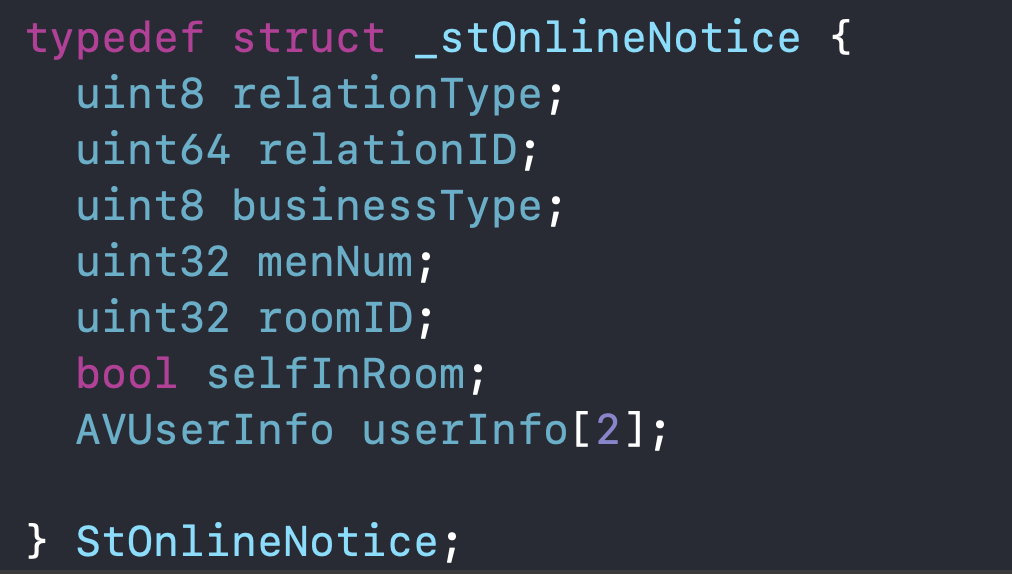 typedef struct _stOnlineNotice {
uint8 relationType;
uint64 relationID;
uint8 businessType;
uint32 menNum;
uint32 roomID;
bool selfInRoom;
AVUserInfo userInfo[2];
} StOnlineNotice;